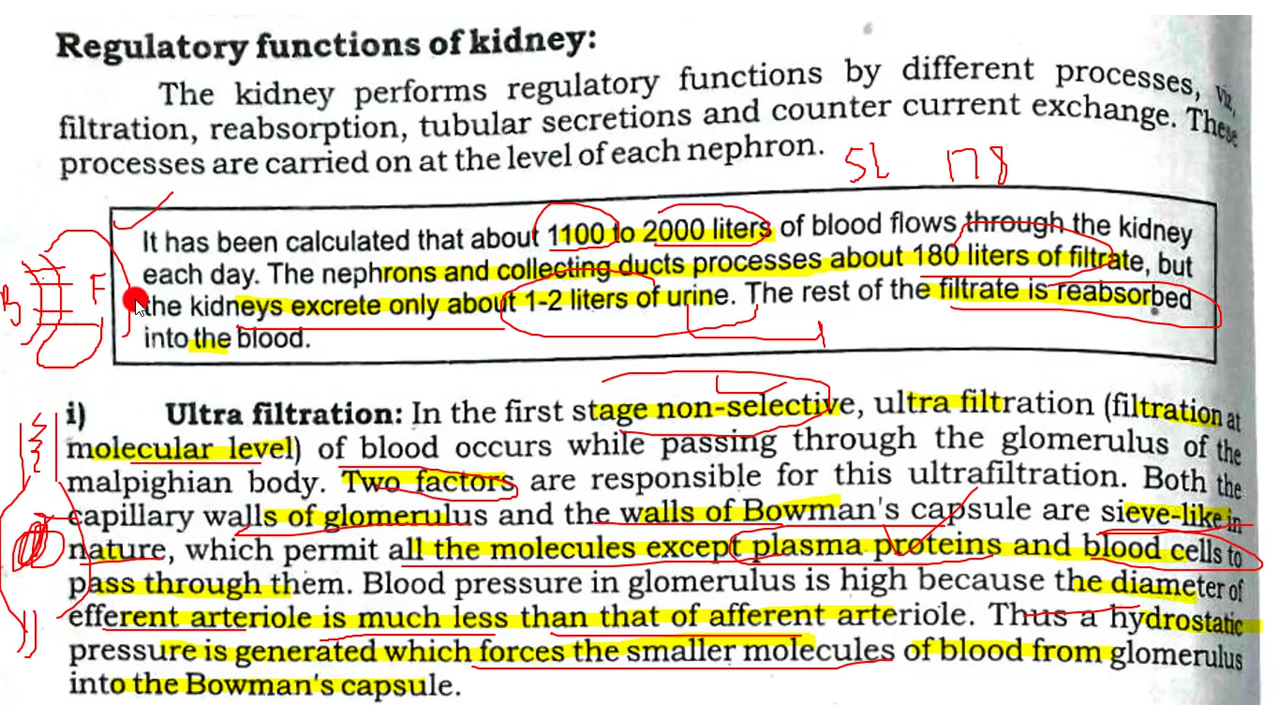 Regulatory functions of kidney:
The kidney performs regulatory functions by different processes, viz,
filtration, reabsorption, tubular secretions and counter current exchange. These
processes are carried on at the level of each nephron.
5L 178
It has been calculated that about 1100 to 2000 liters of blood flows through the kidney
each day. The nephrons and collecting ducts processes about 180 liters of filtrate, but
the kidneys excrete only about 1-2 liters of urine. The rest of the filtrate is reabsorbed
into the blood.
B F
i) Ultra filtration: In the first stage non-selective, ultra filtration (filtration at
molecular level) of blood occurs while passing through the glomerulus of the
malpighian body. Two factors are responsible for this ultrafiltration. Both the
capillary walls of glomerulus and the walls of Bowman's capsule are sieve-like in
nature, which permit all the molecules except plasma proteins and blood cells to
pass through them. Blood pressure in glomerulus is high because the diameter of
efferent arteriole is much less than that of afferent arteriole. Thus a hydrostatic
pressure is generated which forces the smaller molecules of blood from glomerulus
into the Bowman's capsule.